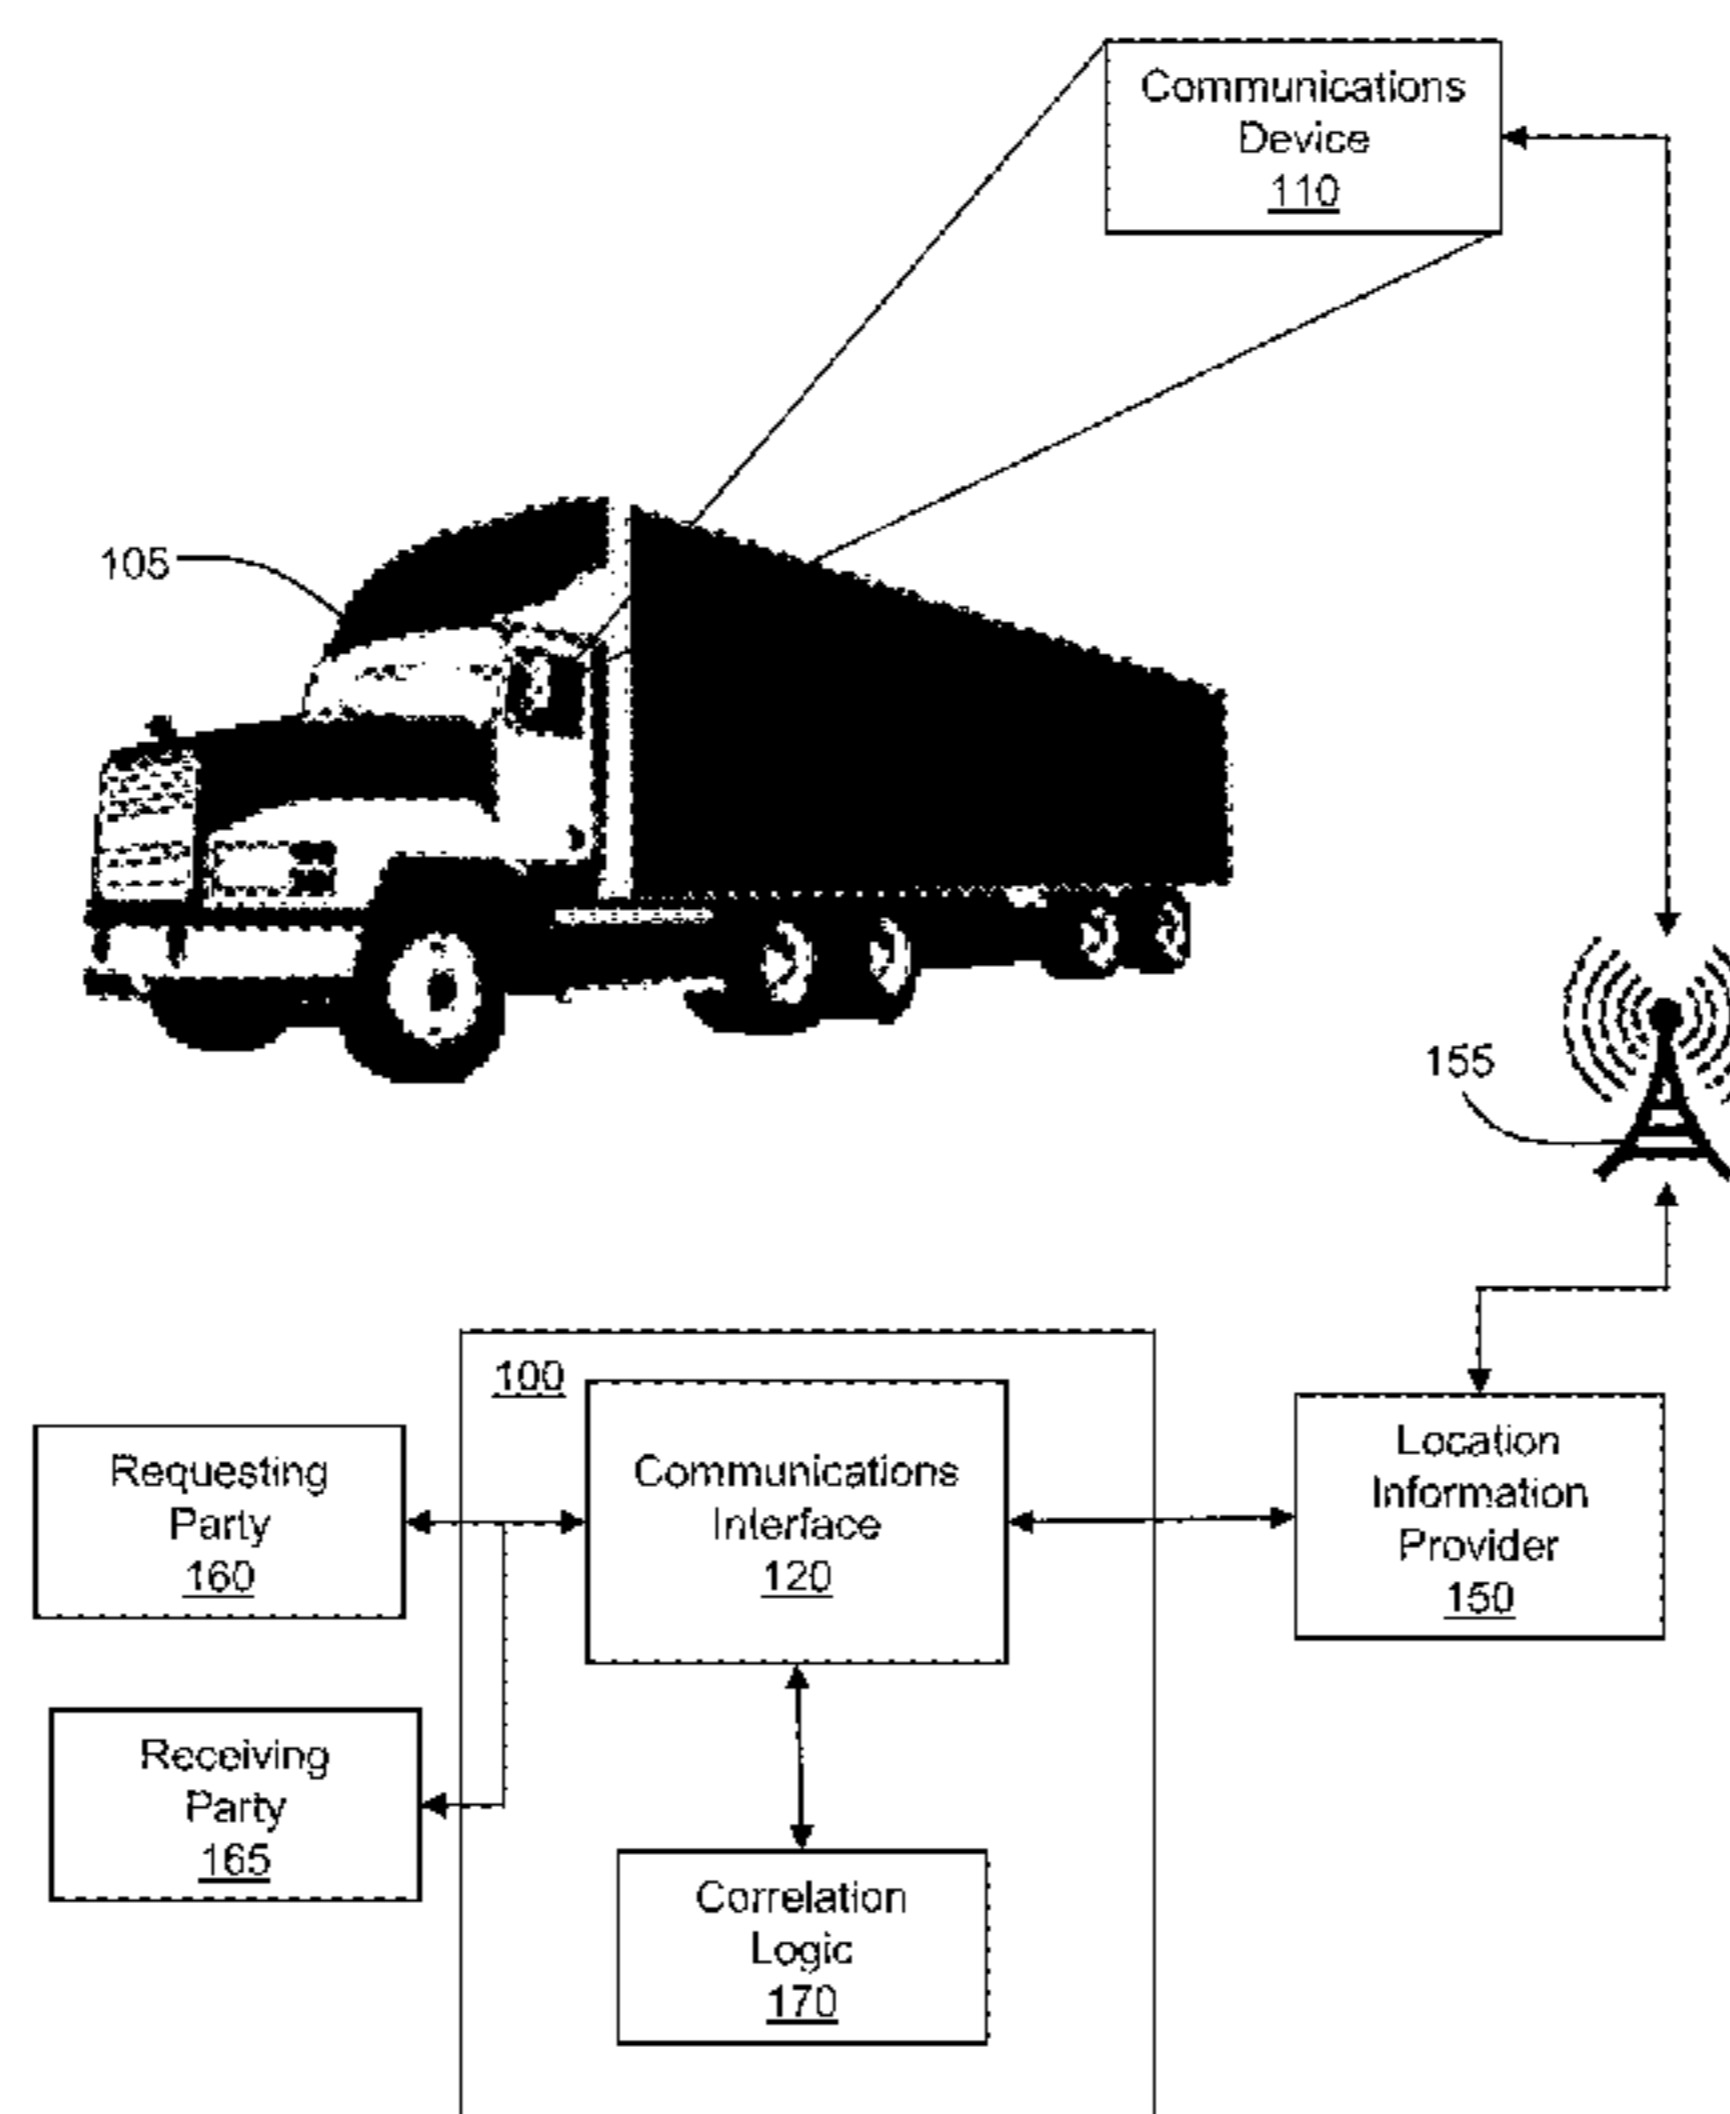 Communications
Device
110
105
155
100
Requesting
Party
160
Communications
Interface
120
Location
Information
Provider
150
Receiving
Party
165
Correlation
Logic
170